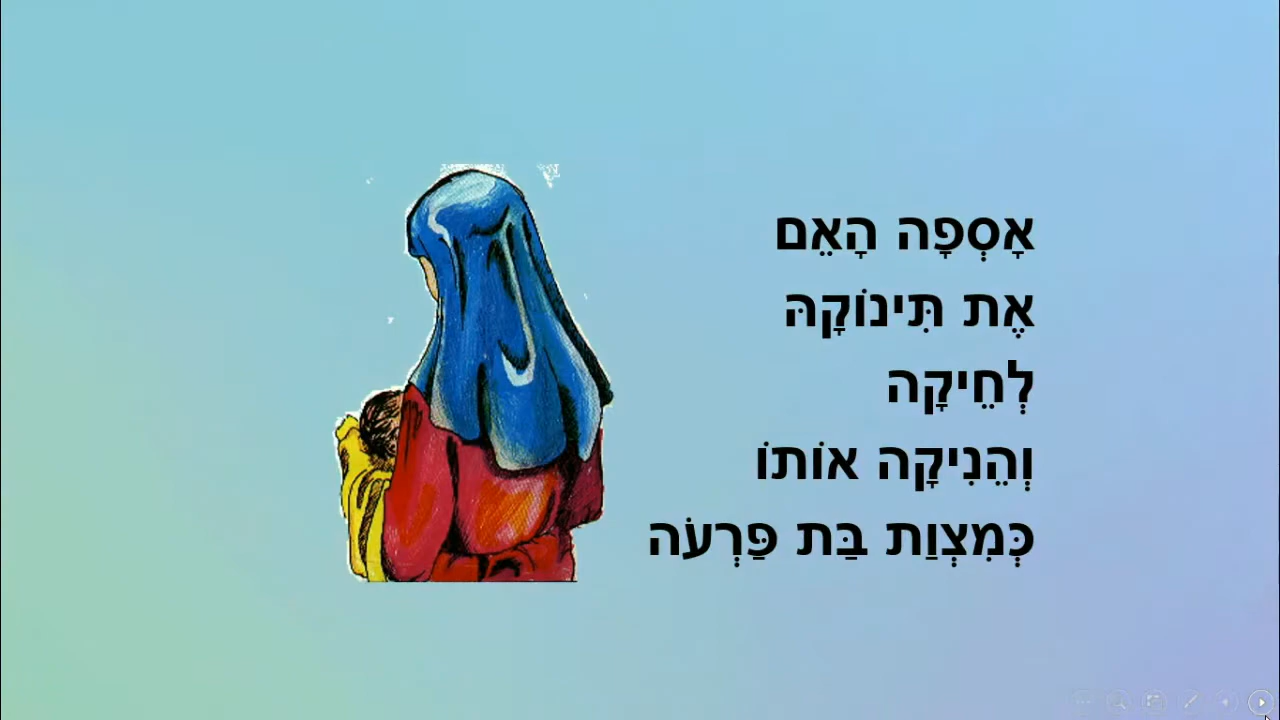 אָסְפָה הָאֵם
אֶת תִּינוֹקָהּ
לְחֵיקָהּ
וְהֵנִיקָה אוֹתוֹ
כְּמִצְוַת בַּת פַּרְעֹה